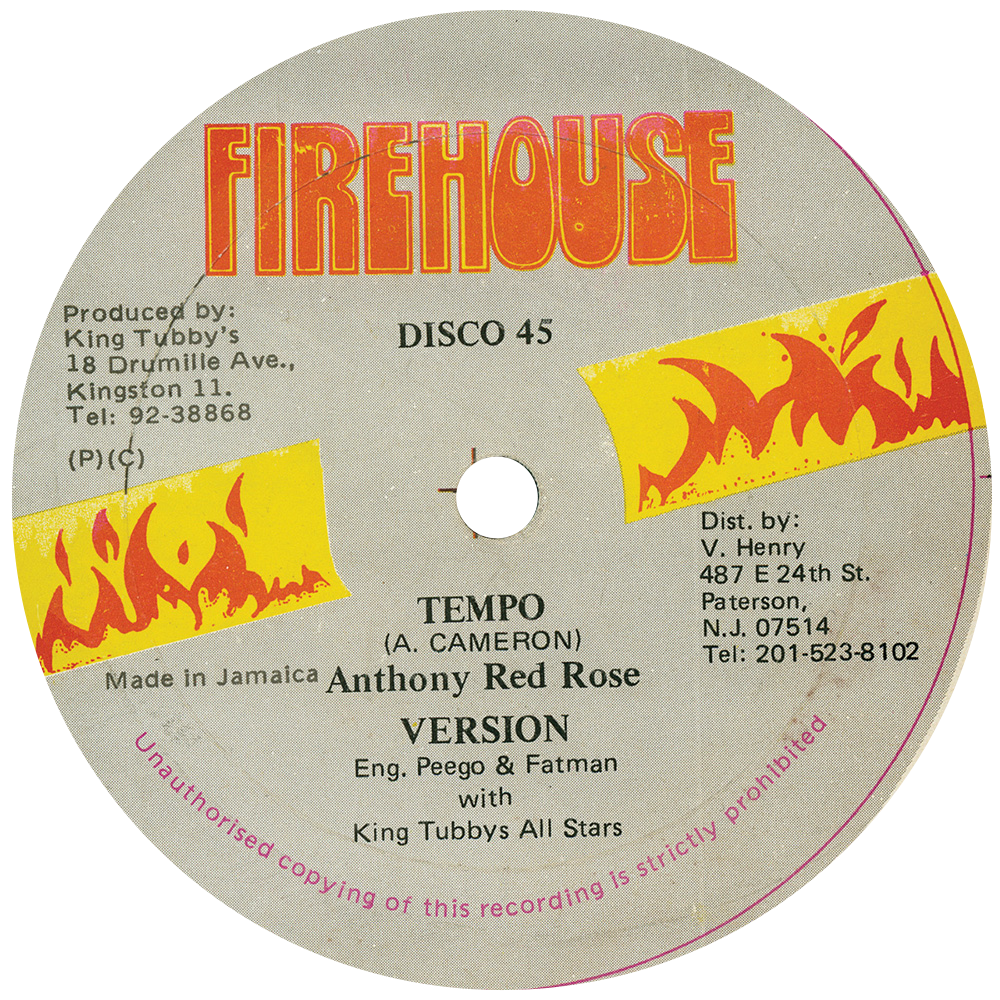 FIREHOUSE
Produced by:
King Tubby's
18 Drumille Ave.,
Kingston 11.
Tel: 92-38868
(P)(C)
DISCO 45
Dist. by:
V. Henry
487 E 24th St.
Paterson,
N.J. 07514
Tel: 201-523-8102
Made in Jamaica
TEMPO
(A. CAMERON)
Anthony Red Rose
VERSION
Eng. Peego & Fatman
with
King Tubbys All Stars
Unauthorised copying of this recording is strictly prohibited